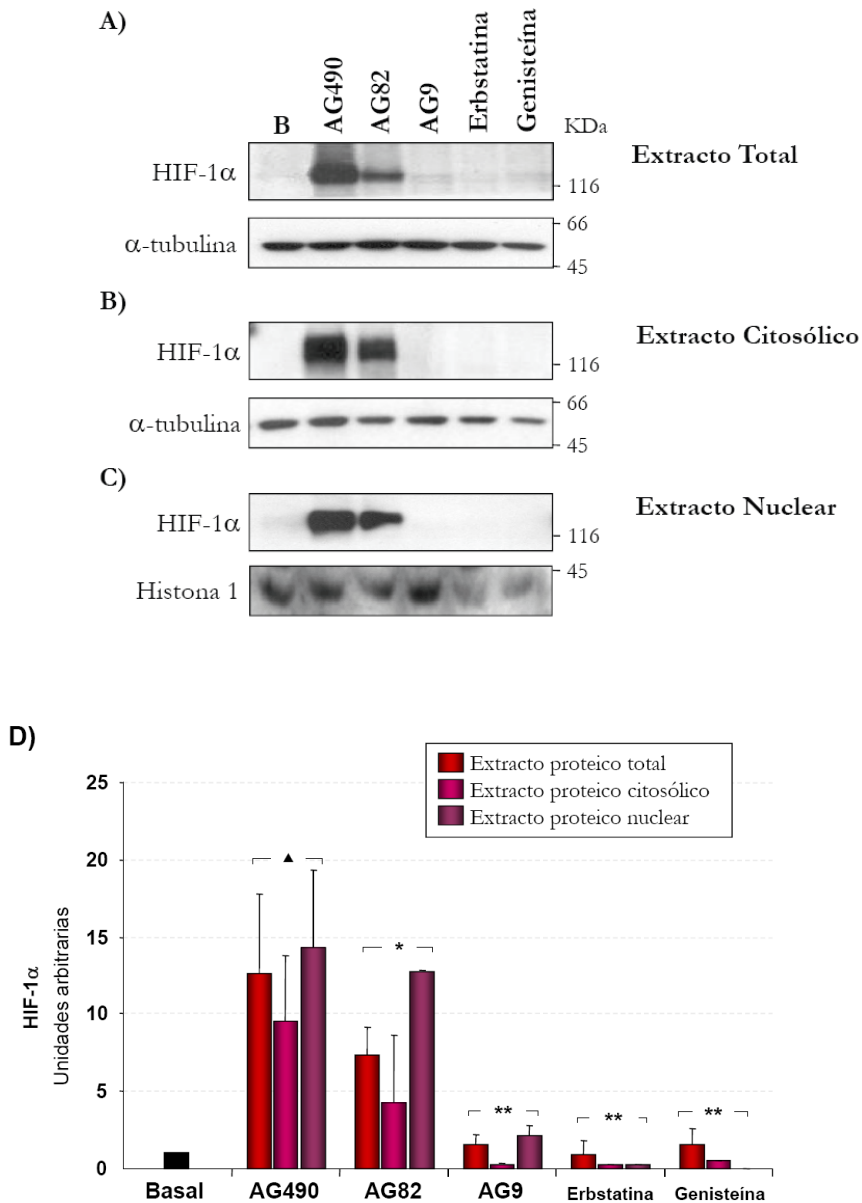 A)
B
AG490
AG82
AG9
Erbstatina
Genisteína
KDa
HIF-1α
116
Extracto Total
α-tubulina
66
45
B)
HIF-1α
116
Extracto Citosólico
α-tubulina
66
45
C)
HIF-1α
116
Extracto Nuclear
Histona 1
45
D)
Extracto proteico total
Extracto proteico citosólico
Extracto proteico nuclear
HIF-1α
Unidades arbitrarias
25
20
15
10
5
0
▲
*
**
**
**
Basal
AG490
AG82
AG9
Erbstatina
Genisteína